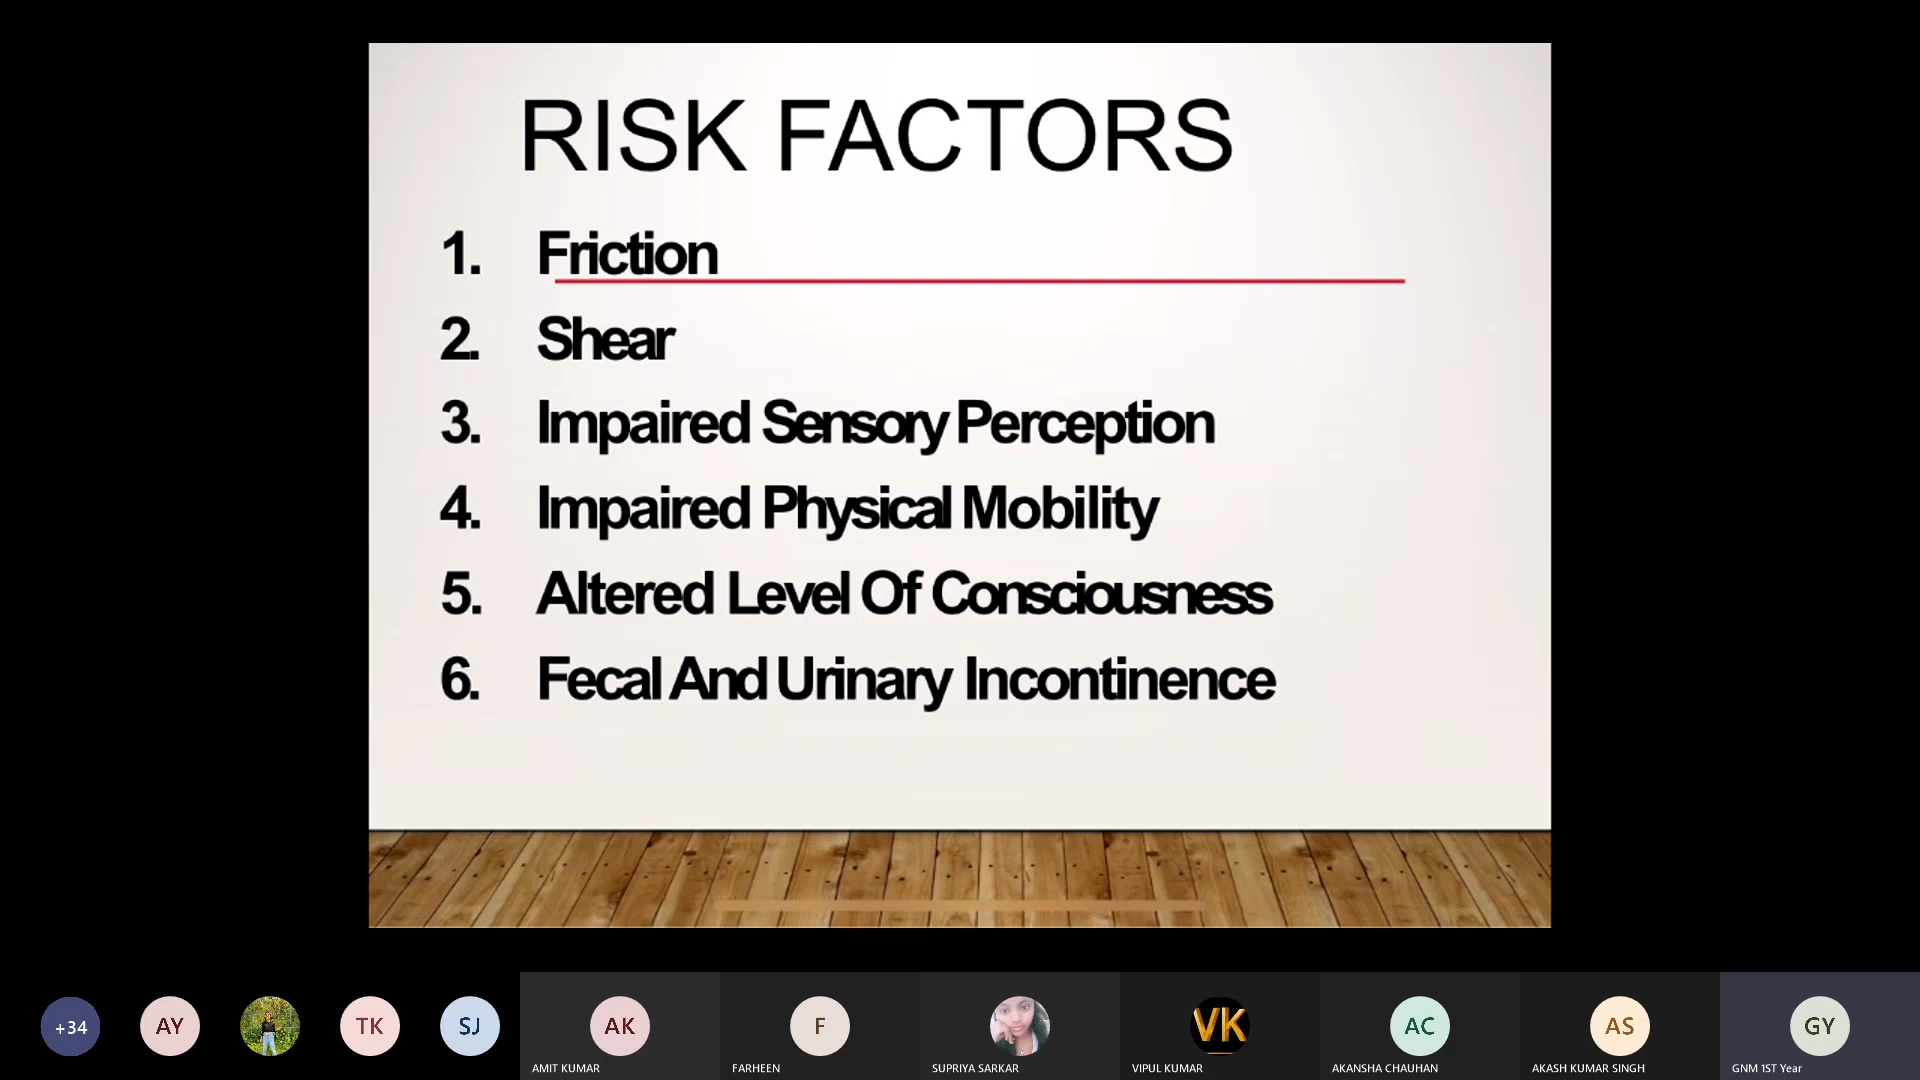 RISK FACTORS
1. Friction
2. Shear
3. Impaired Sensory Perception
4. Impaired Physical Mobility
5. Altered Level Of Consciousness
6. Fecal And Urinary Incontinence
+34 AY TK SJ AK F VK AC AS GY
AMIT KUMAR FARHEEN SUPRIYA SARKAR VIPUL KUMAR AKANSHA CHAUHAN AKASH KUMAR SINGH GNM 1ST Year